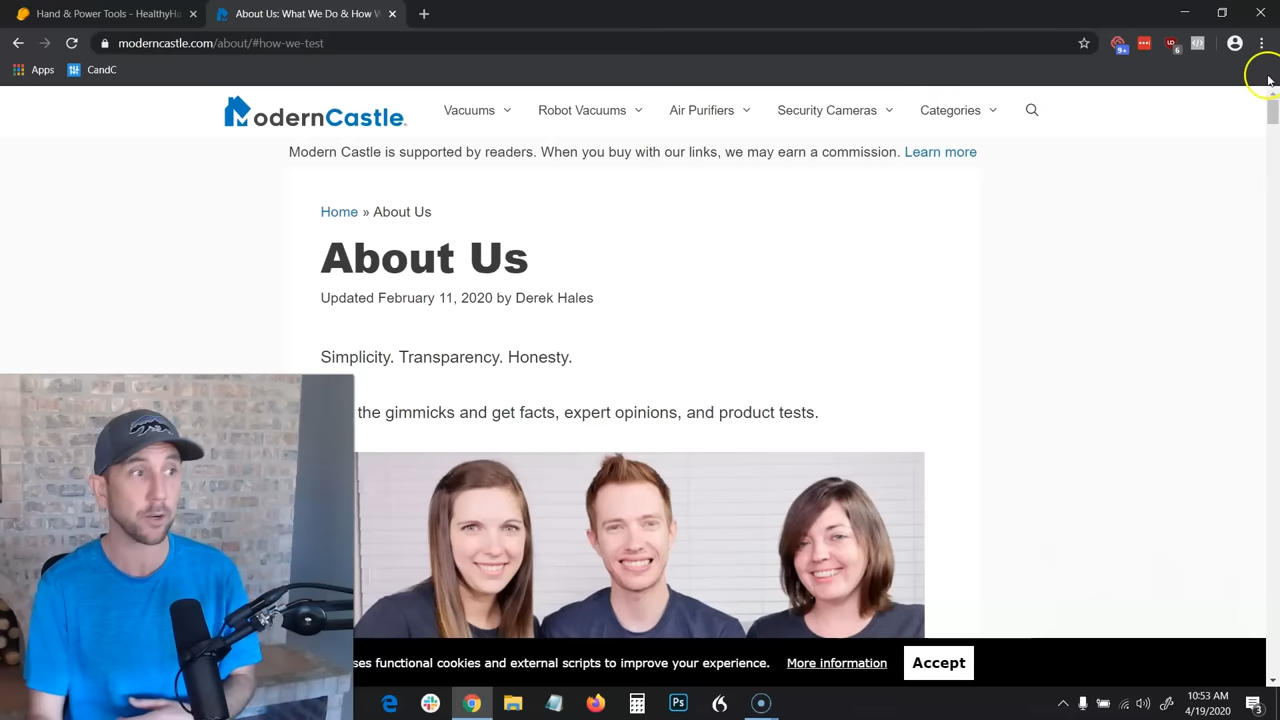 Hand & Power Tools - HealthyHa
About Us: What We Do & How W
moderncastle.com/about/#how-we-test
9+
6
Apps
CandC
ModernCastle
Vacuums
Robot Vacuums
Air Purifiers
Security Cameras
Categories
Modern Castle is supported by readers. When you buy with our links, we may earn a commission. Learn more
Home » About Us
About Us
Updated February 11, 2020 by Derek Hales
Simplicity. Transparency. Honesty.
the gimmicks and get facts, expert opinions, and product tests.
ses functional cookies and external scripts to improve your experience. More information Accept
10:53 AM
4/19/2020
3